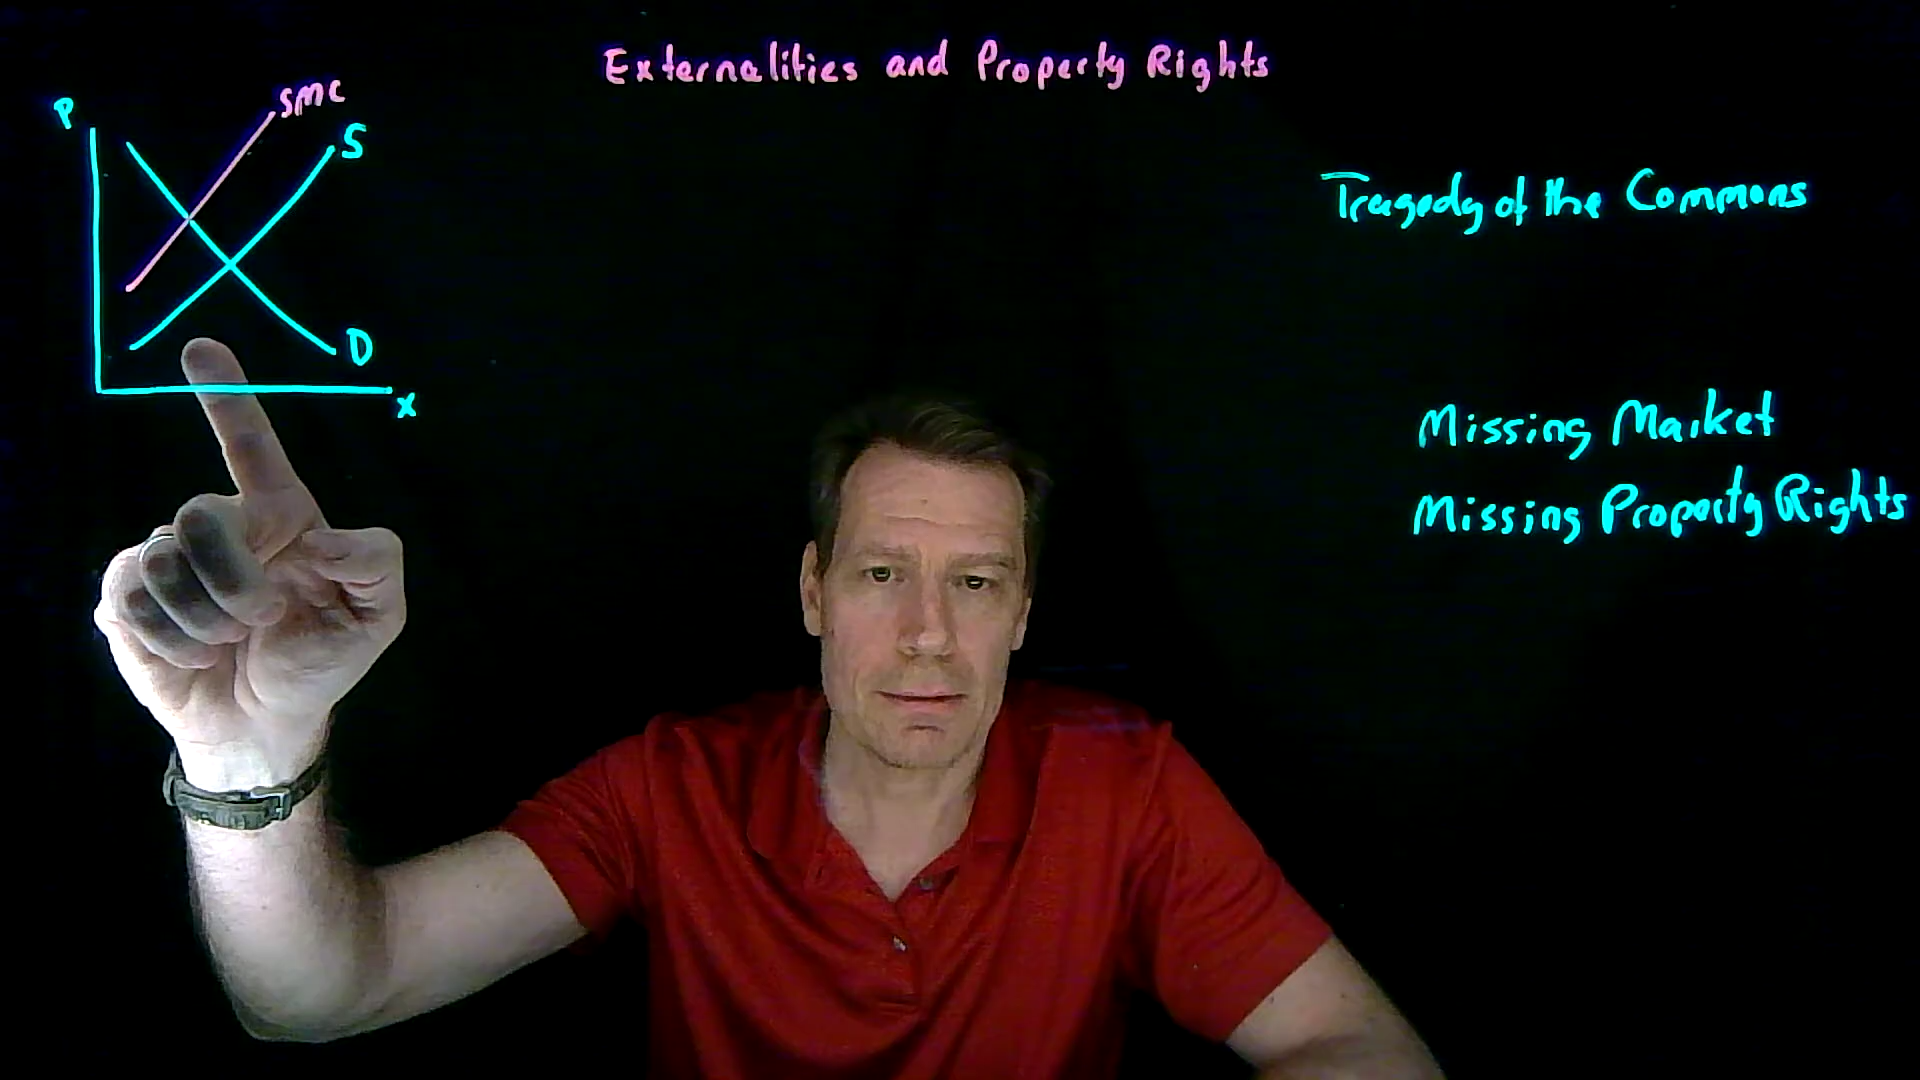 Externalities and Property Rights
P
SMC
S
D
x
Tragedy of the Commons
Missing Market
Missing Property Rights